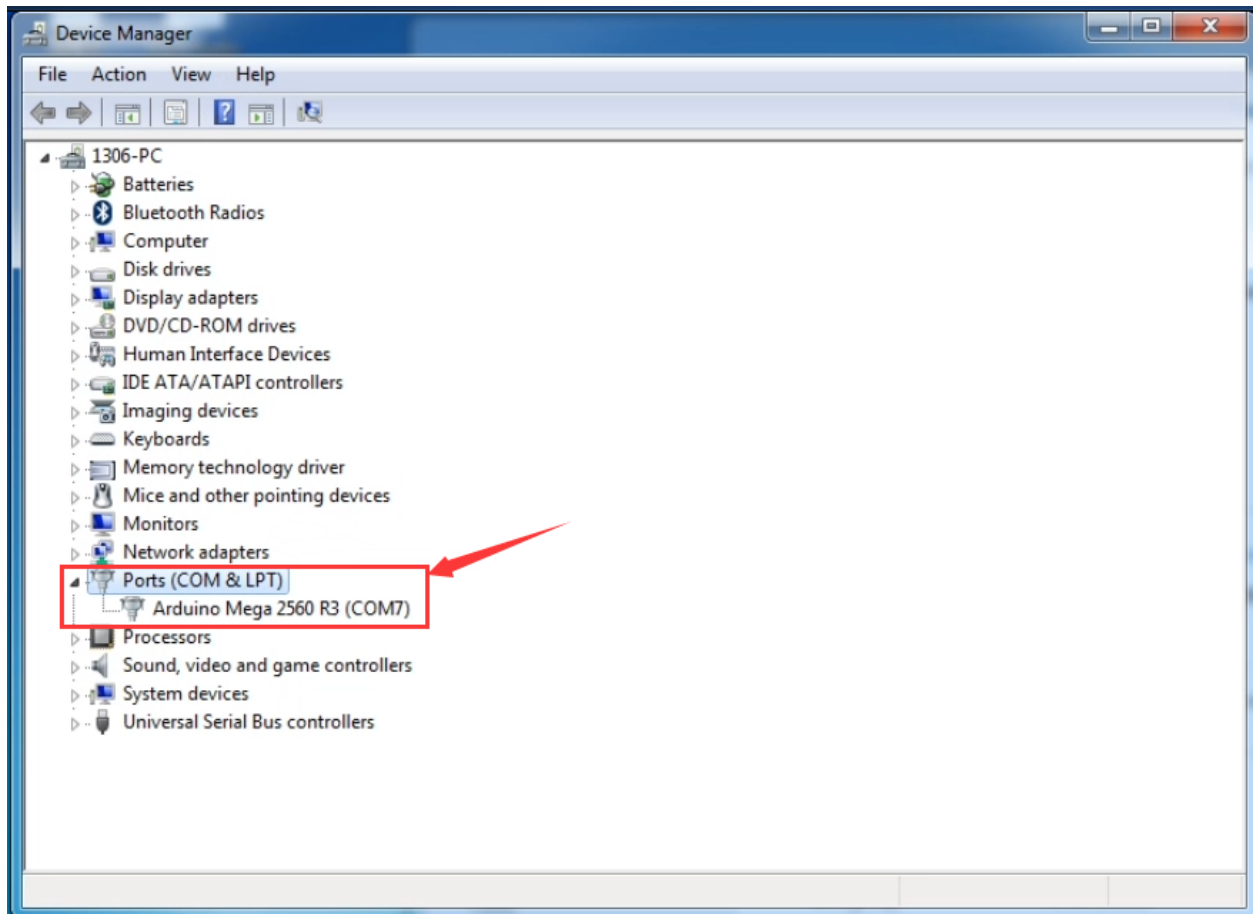 Device Manager
File Action View Help
1306-PC
Batteries
Bluetooth Radios
Computer
Disk drives
Display adapters
DVD/CD-ROM drives
Human Interface Devices
IDE ATA/ATAPI controllers
Imaging devices
Keyboards
Memory technology driver
Mice and other pointing devices
Monitors
Network adapters
Ports (COM & LPT)
Arduino Mega 2560 R3 (COM7)
Processors
Sound, video and game controllers
System devices
Universal Serial Bus controllers